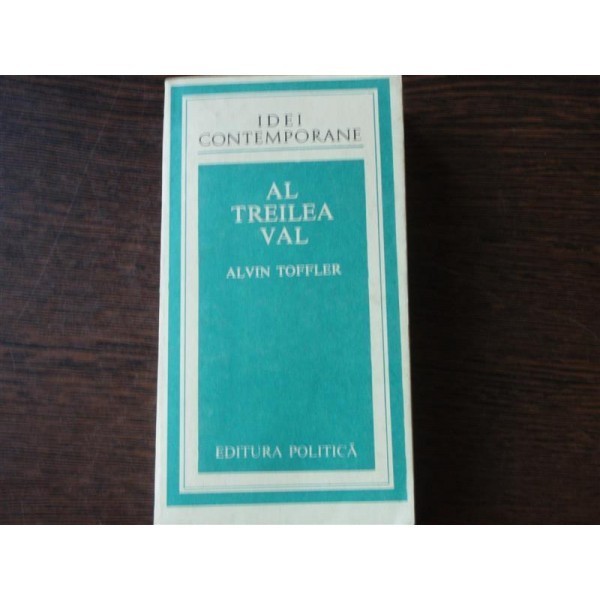 IDEI
CONTEMPORANE
AL
TREILEA
VAL
ALVIN TOFFLER
EDITURA POLITICĂ